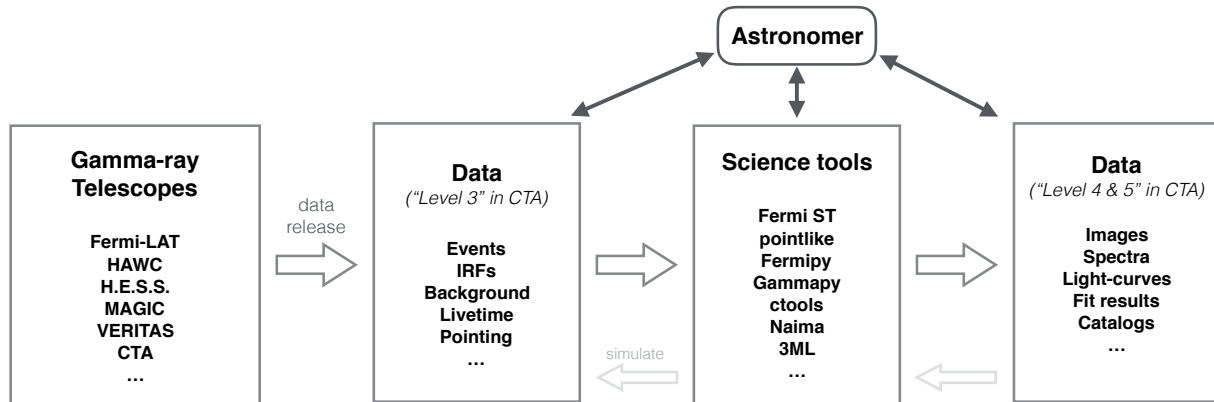 Astronomer
Gamma-ray
Telescopes
Fermi-LAT
HAWC
H.E.S.S.
MAGIC
VERITAS
CTA
...
data
release
Data
(“Level 3” in CTA)
Events
IRFs
Background
Livetime
Pointing
...
simulate
Science tools
Fermi ST
pointlike
Fermipy
Gammapy
ctools
Naima
3ML
...
Data
(“Level 4 & 5” in CTA)
Images
Spectra
Light-curves
Fit results
Catalogs
...